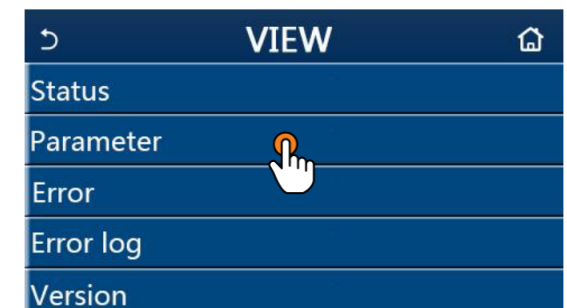 VIEW
Status
Parameter
Error
Error log
Version